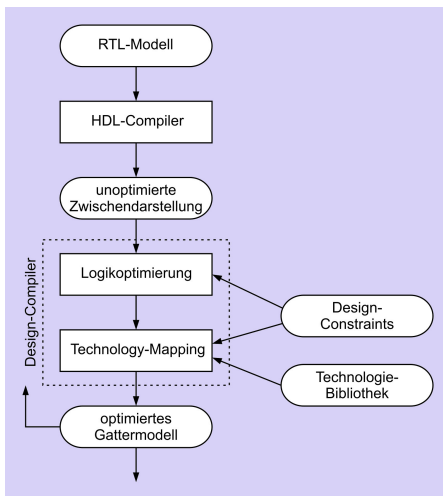 RTL-Modell
HDL-Compiler
unoptimierte
Zwischendarstellung
Design-Compiler
Logikoptimierung
Technology-Mapping
Design-
Constraints
Technologie-
Bibliothek
optimiertes
Gattermodell